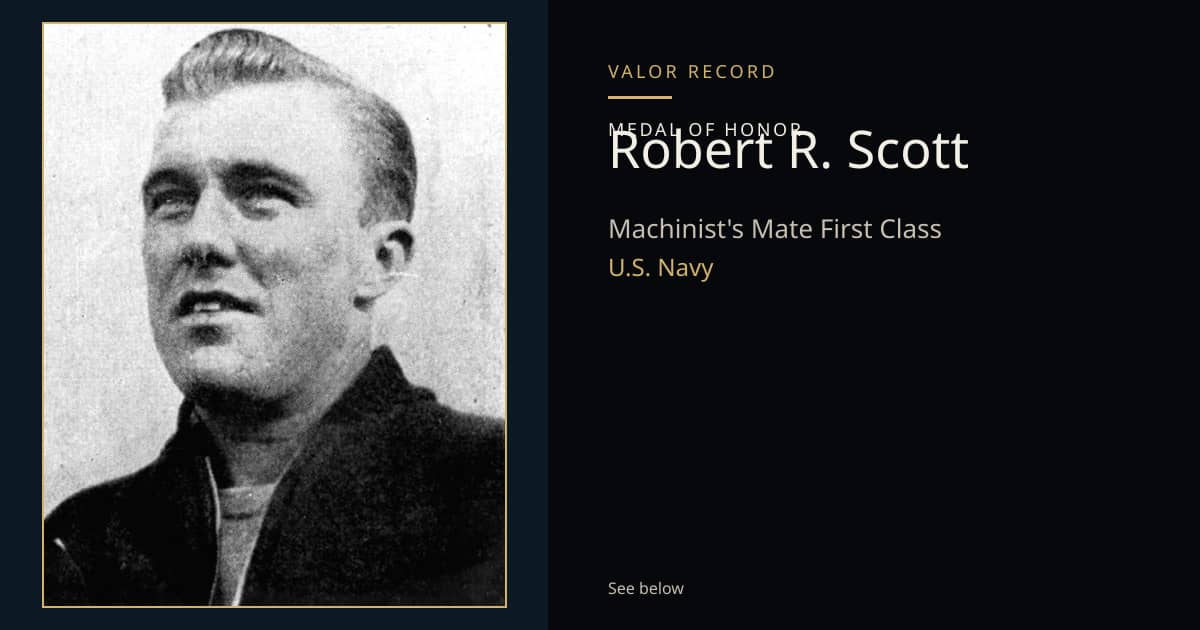 VALOR RECORD
MEDAL OF HONOR
Robert R. Scott
Machinist's Mate First Class
U.S. Navy
See below